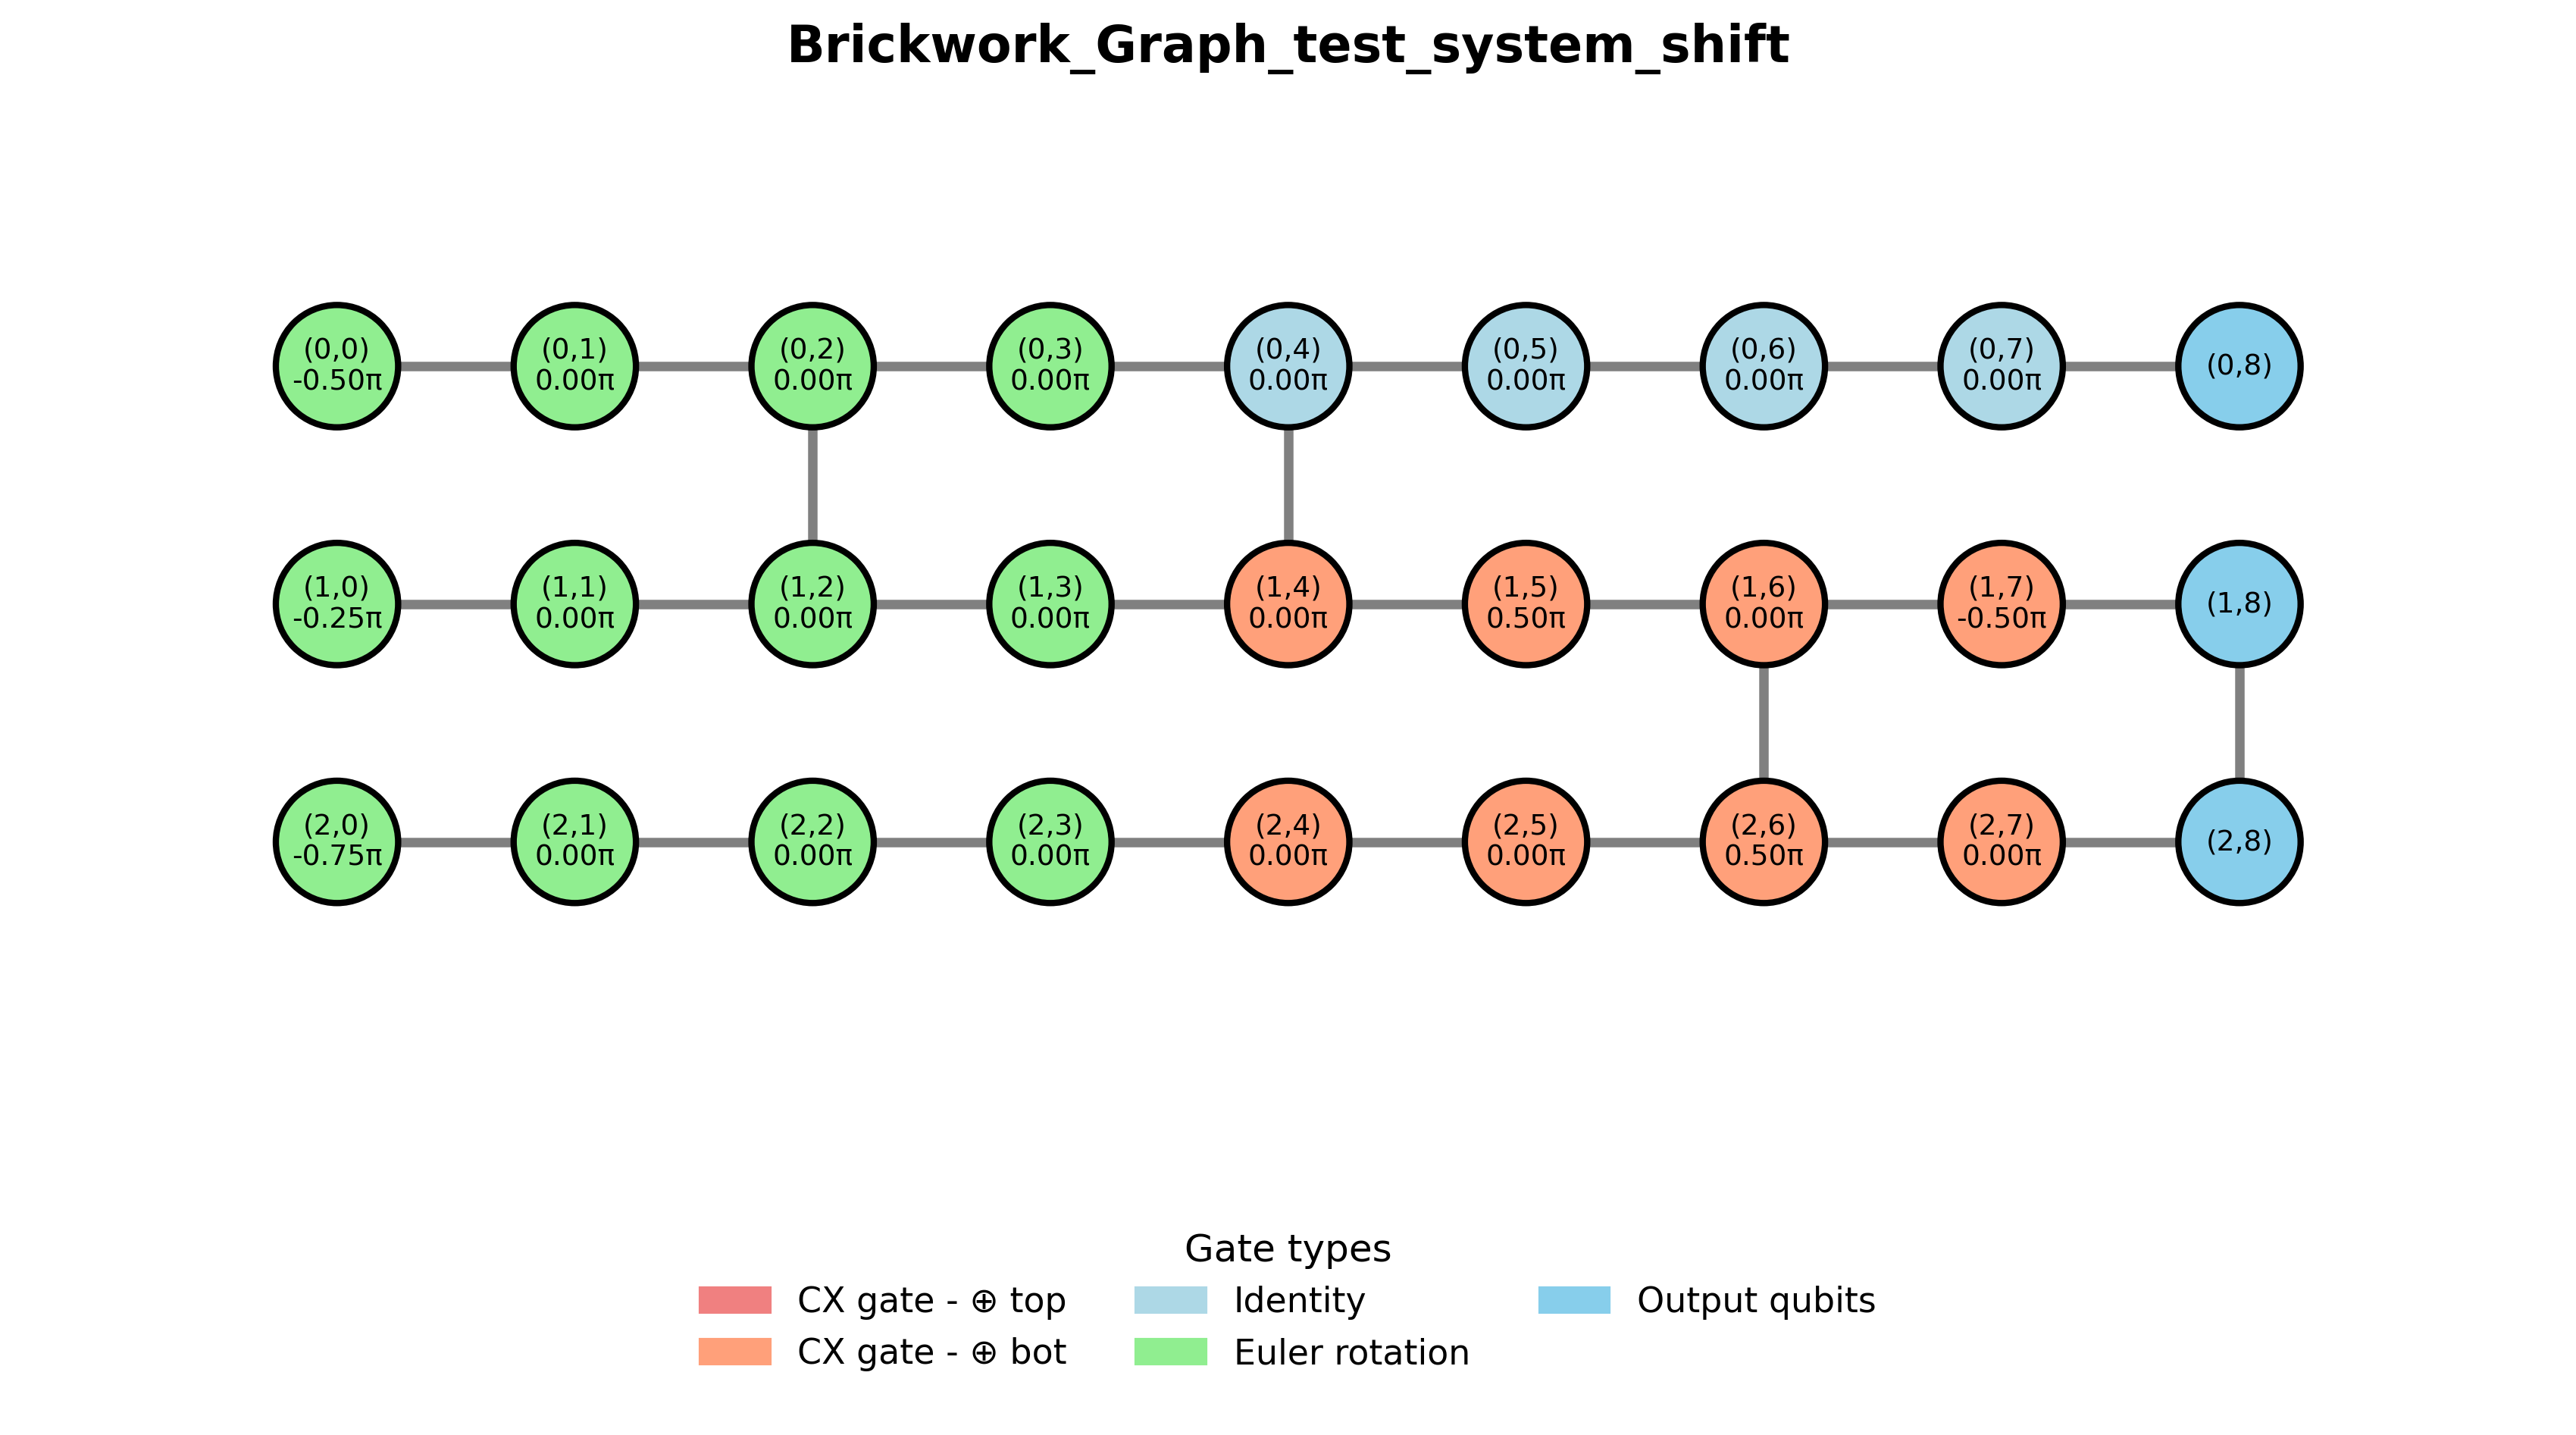 Brickwork_Graph_test_system_shift
(0,0)
-0.50π
(0,1)
0.00π
(0,2)
0.00π
(0,3)
0.00π
(0,4)
0.00π
(0,5)
0.00π
(0,6)
0.00π
(0,7)
0.00π
(0,8)
(1,0)
-0.25π
(1,1)
0.00π
(1,2)
0.00π
(1,3)
0.00π
(1,4)
0.00π
(1,5)
0.50π
(1,6)
0.00π
(1,7)
-0.50π
(1,8)
(2,0)
-0.75π
(2,1)
0.00π
(2,2)
0.00π
(2,3)
0.00π
(2,4)
0.00π
(2,5)
0.00π
(2,6)
0.50π
(2,7)
0.00π
(2,8)
Gate types
CX gate - ⊕ top
CX gate - ⊕ bot
Identity
Euler rotation
Output qubits